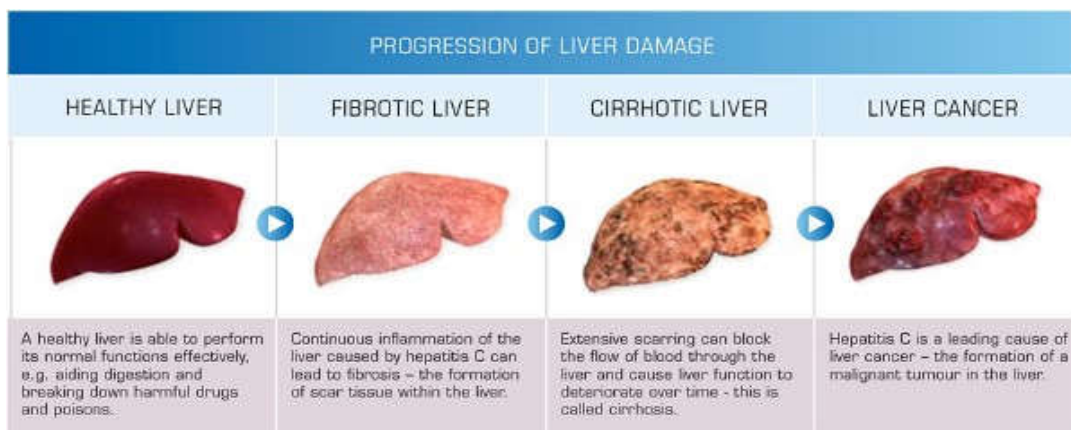 PROGRESSION OF LIVER DAMAGE
HEALTHY LIVER
FIBROTIC LIVER
CIRRHOTIC LIVER
LIVER CANCER
A healthy liver is able to perform
its normal functions effectively,
e.g. aiding digestion and
breaking down harmful drugs
and poisons.
Continuous inflammation of the
liver caused by hepatitis C can
lead to fibrosis – the formation
of scar tissue within the liver.
Extensive scarring can block
the flow of blood through the
liver and cause liver function to
deteriorate over time - this is
called cirrhosis.
Hepatitis C is a leading cause of
liver cancer – the formation of a
malignant tumour in the liver.